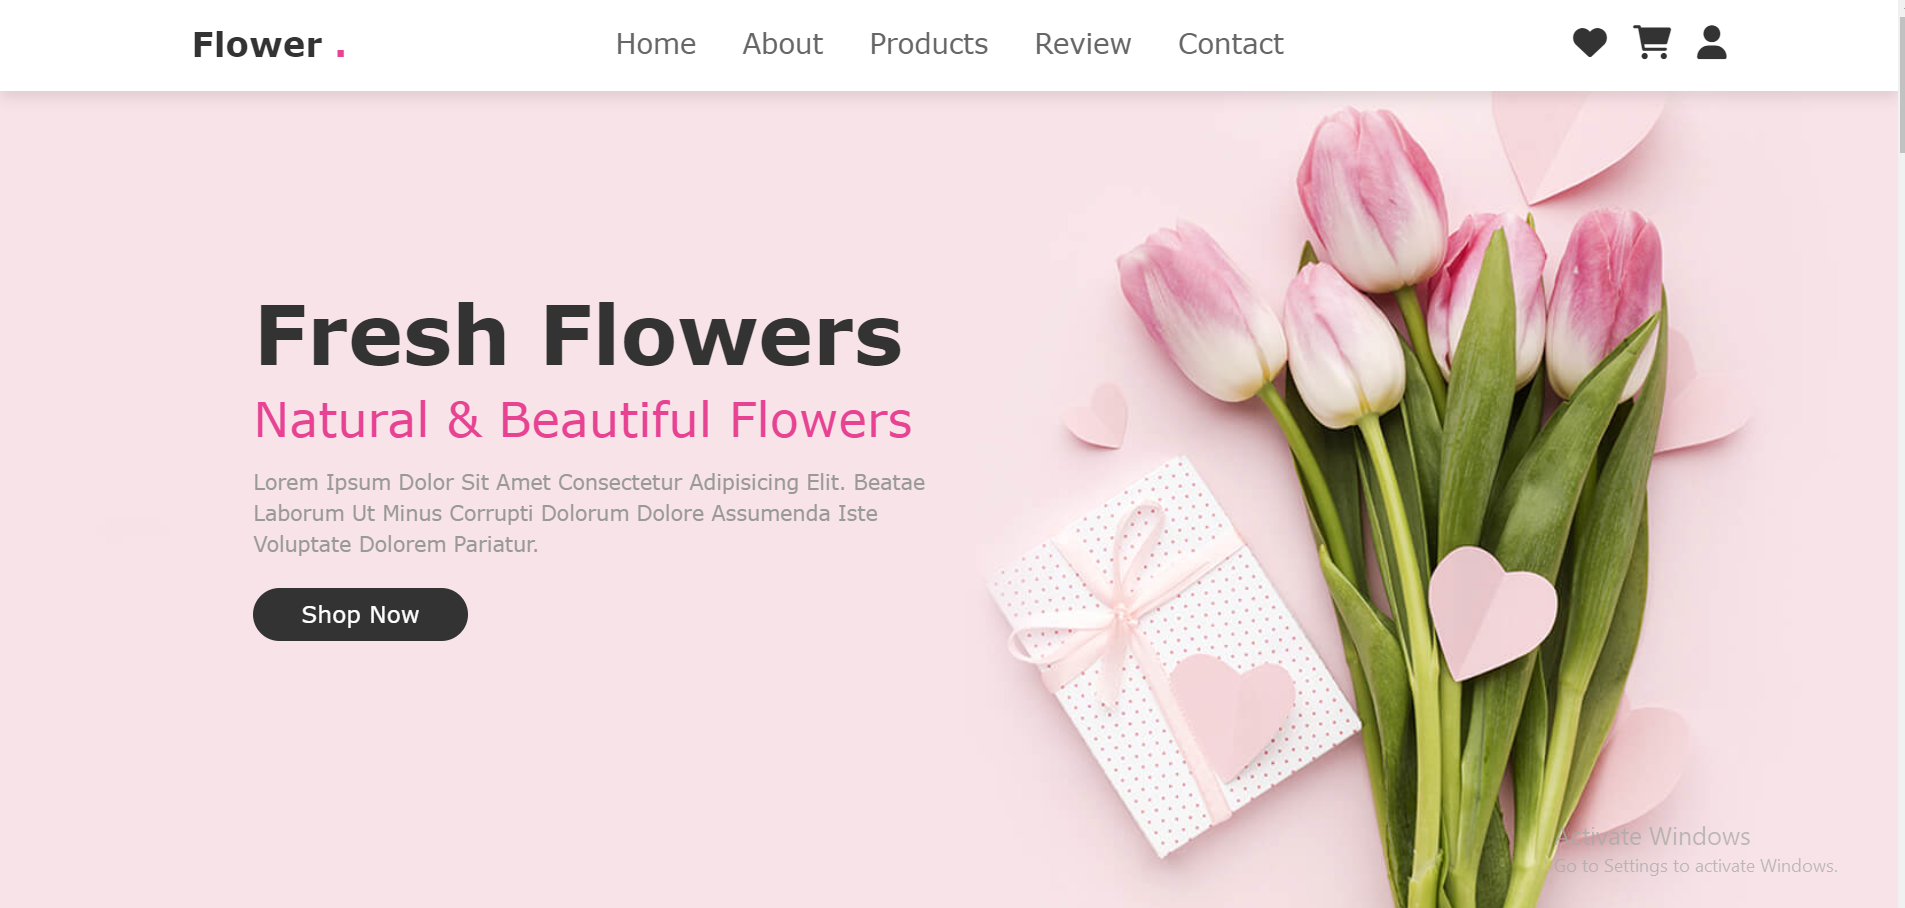 Flower .
Home About Products Review Contact
Fresh Flowers
Natural & Beautiful Flowers
Lorem Ipsum Dolor Sit Amet Consectetur Adipisicing Elit. Beatae
Laborum Ut Minus Corrupti Dolorum Dolore Assumenda Iste
Voluptate Dolorem Pariatur.
Shop Now
Activate Windows
Go to Settings to activate Windows.